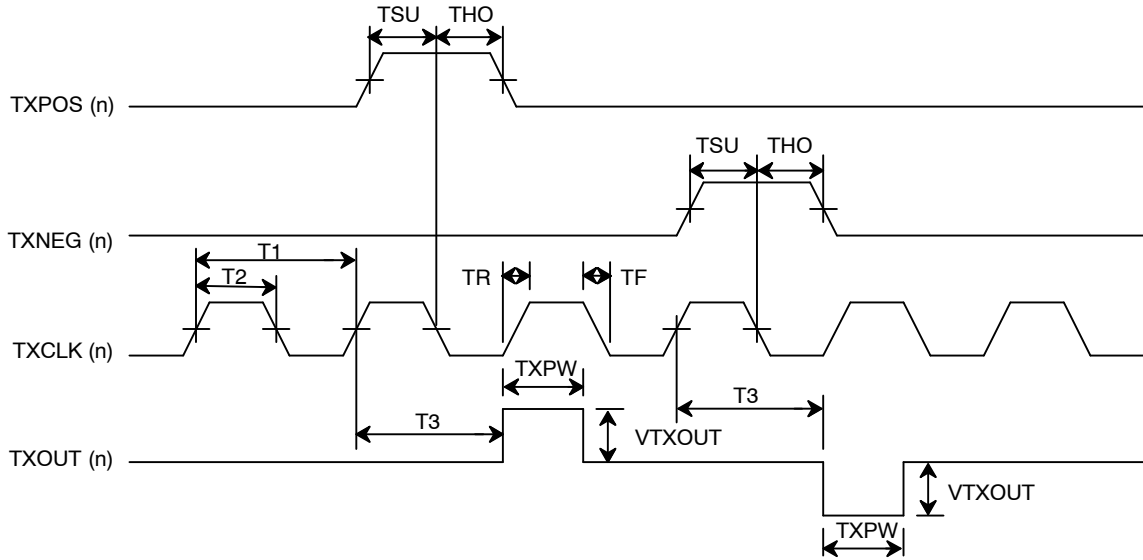 TSU THO
TXPOS (n)
TSU THO
TXNEG (n)
T1
T2
TR TF
TXCLK (n)
TXPW
T3 T3
VTXOUT
TXOUT (n)
VTXOUT
TXPW